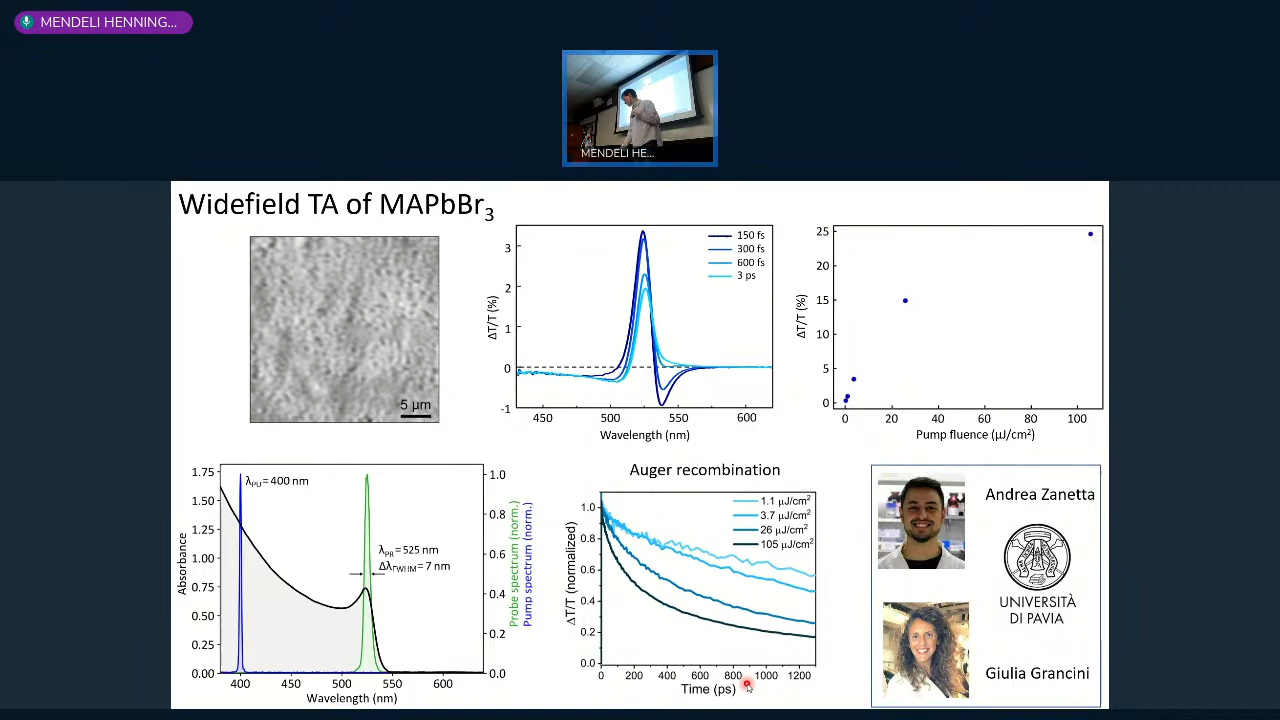 MENDELI HENNING...
MENDELI HE...
Widefield TA of MAPbBr3
5 µm
ΔT/T (%)
3
2
1
0
-1
450
500
550
600
Wavelength (nm)
150 fs
300 fs
600 fs
3 ps
ΔT/T (%)
25
20
15
10
5
0
0
20
40
60
80
100
Pump fluence (µJ/cm²)
Absorbance
1.75
1.50
1.25
1.00
0.75
0.50
0.25
0.00
λPU = 400 nm
λPR = 525 nm
ΔλFWHM = 7 nm
400
450
500
550
600
Wavelength (nm)
1.0
0.8
0.6
0.4
0.2
0.0
Probe spectrum (norm.)
Pump spectrum (norm.)
Auger recombination
ΔT/T (normalized)
1.0
0.8
0.6
0.4
0.2
0.0
1.1 µJ/cm²
3.7 µJ/cm²
26 µJ/cm²
105 µJ/cm²
0
200
400
600
800
1000
1200
Time (ps)
Andrea Zanetta
UNIVERSITÀ
DI PAVIA
Giulia Grancini